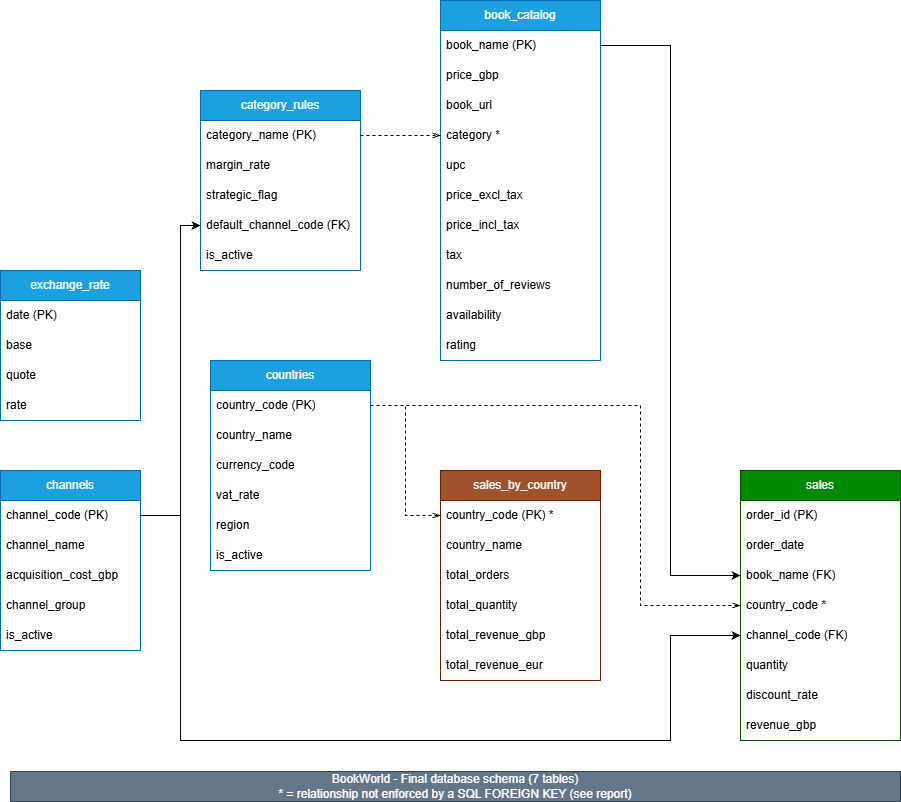 book_catalog
book_name (PK)
price_gbp
book_url
category *
upc
price_excl_tax
price_incl_tax
tax
number_of_reviews
availability
rating
category_rules
category_name (PK)
margin_rate
strategic_flag
default_channel_code (FK)
is_active
exchange_rate
date (PK)
base
quote
rate
countries
country_code (PK)
country_name
currency_code
vat_rate
region
is_active
channels
channel_code (PK)
channel_name
acquisition_cost_gbp
channel_group
is_active
sales_by_country
country_code (PK) *
country_name
total_orders
total_quantity
total_revenue_gbp
total_revenue_eur
sales
order_id (PK)
order_date
book_name (FK)
country_code *
channel_code (FK)
quantity
discount_rate
revenue_gbp
BookWorld - Final database schema (7 tables)
* = relationship not enforced by a SQL FOREIGN KEY (see report)